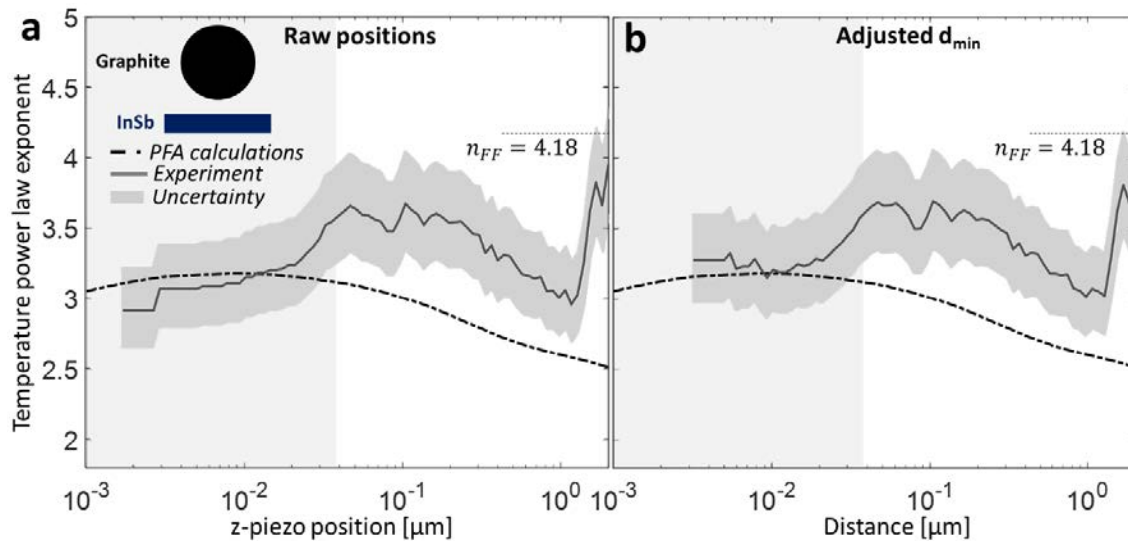 a
Raw positions
Graphite
InSb
PFA calculations
Experiment
Uncertainty
n_FF = 4.18
Temperature power law exponent
5
4.5
4
3.5
3
2.5
2
10^-3
10^-2
10^-1
10^0
z-piezo position [μm]
b
Adjusted d_min
n_FF = 4.18
10^-3
10^-2
10^-1
10^0
Distance [μm]